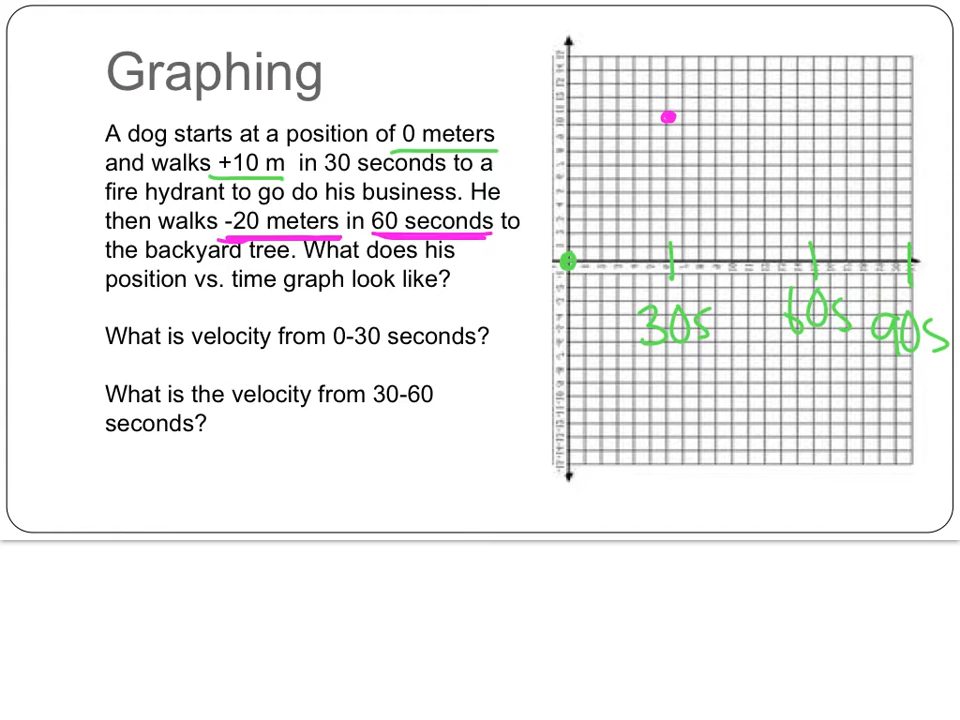 Graphing
A dog starts at a position of 0 meters
and walks +10 m in 30 seconds to a
fire hydrant to go do his business. He
then walks -20 meters in 60 seconds to
the backyard tree. What does his
position vs. time graph look like?
What is velocity from 0-30 seconds?
What is the velocity from 30-60
seconds?
30s 60s 90s